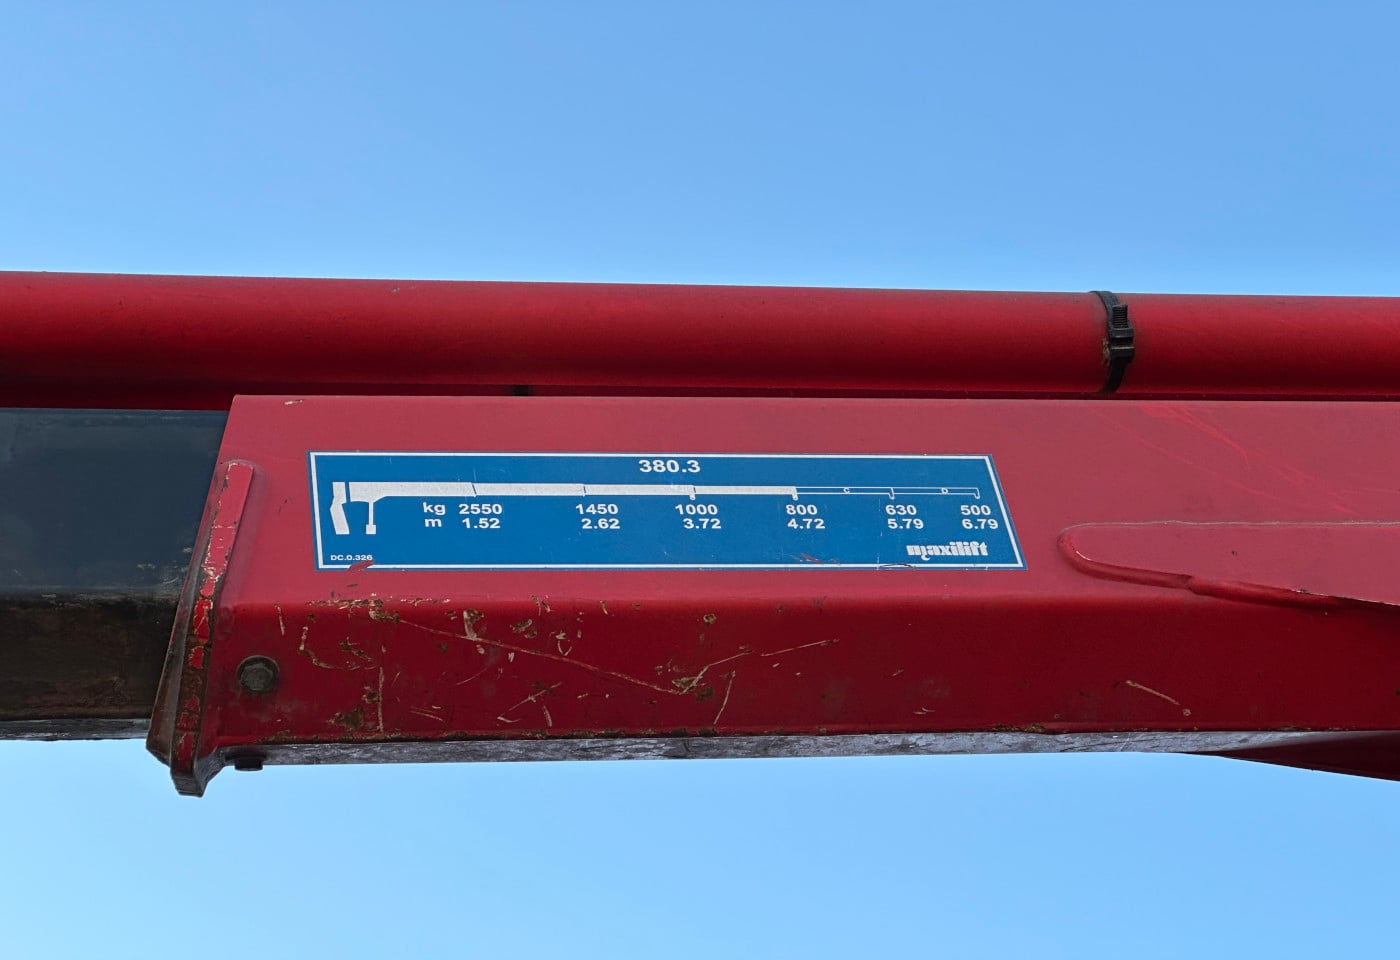 380.3
C D
kg 2550 1450 1000 800 630 500
m 1.52 2.62 3.72 4.72 5.79 6.79
DC.0.326
maxilift